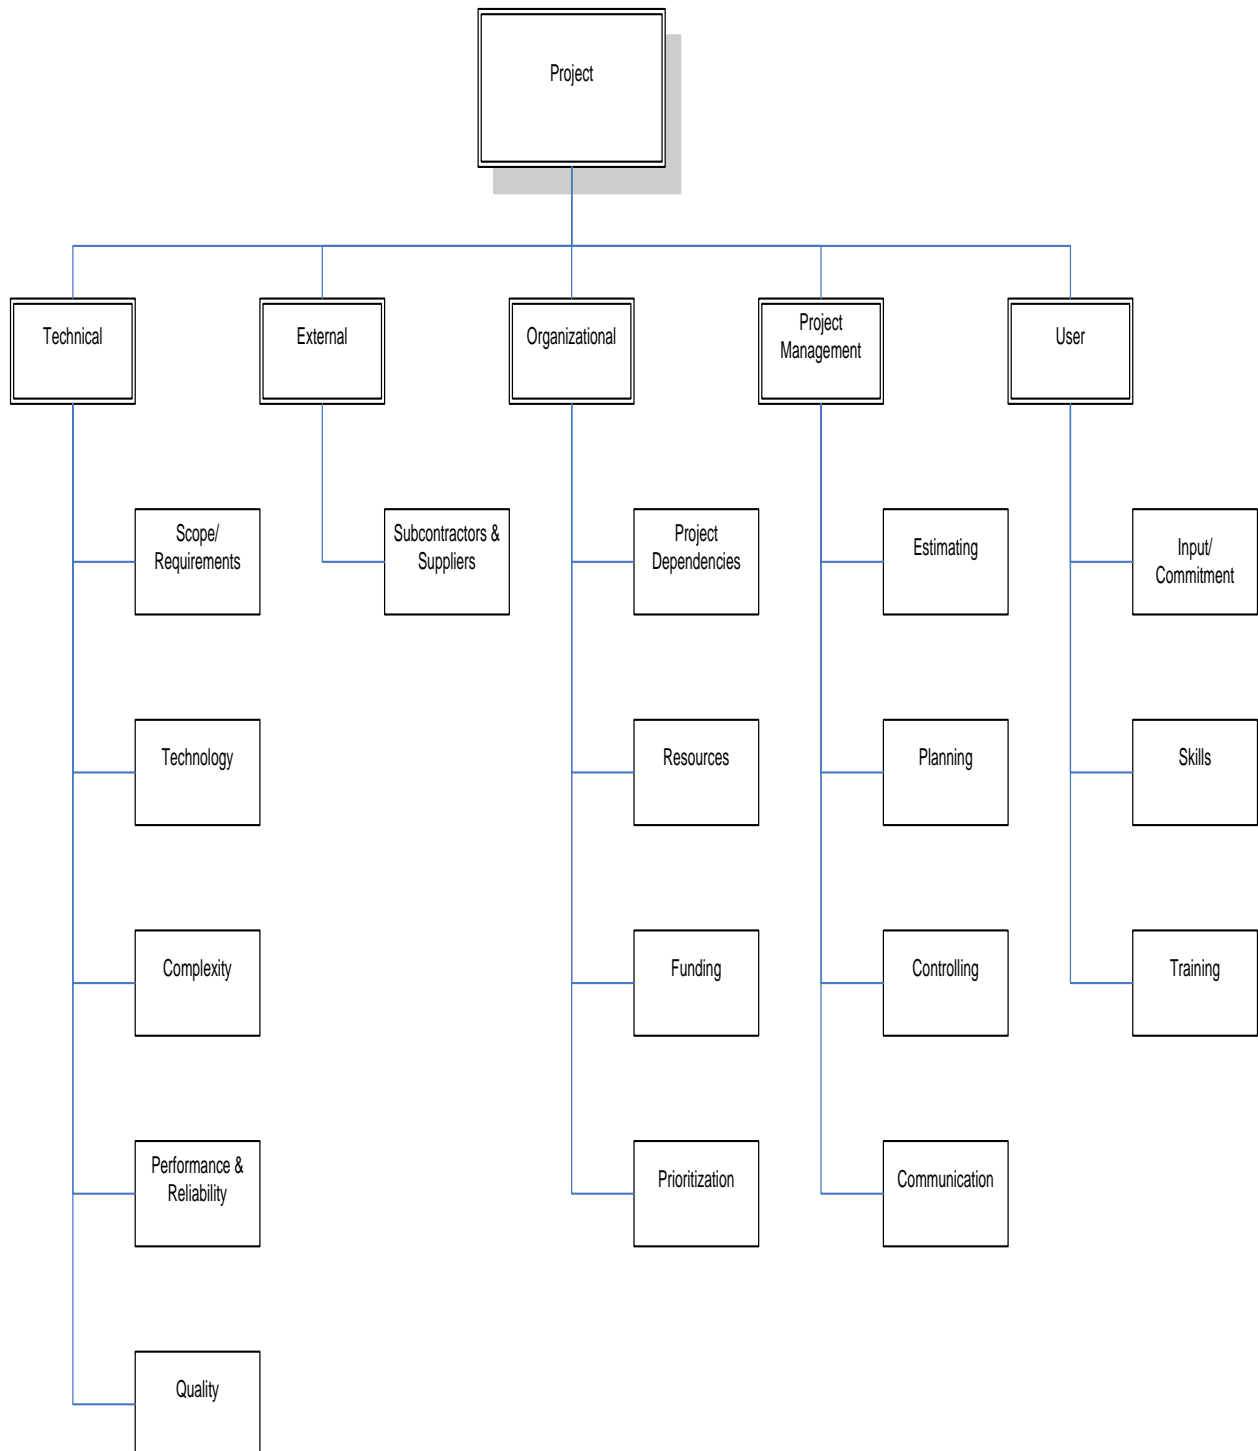 Project
Technical
External
Organizational
Project
Management
User
Scope/
Requirements
Subcontractors &
Suppliers
Project
Dependencies
Estimating
Input/
Commitment
Technology
Resources
Planning
Skills
Complexity
Funding
Controlling
Training
Performance &
Reliability
Prioritization
Communication
Quality